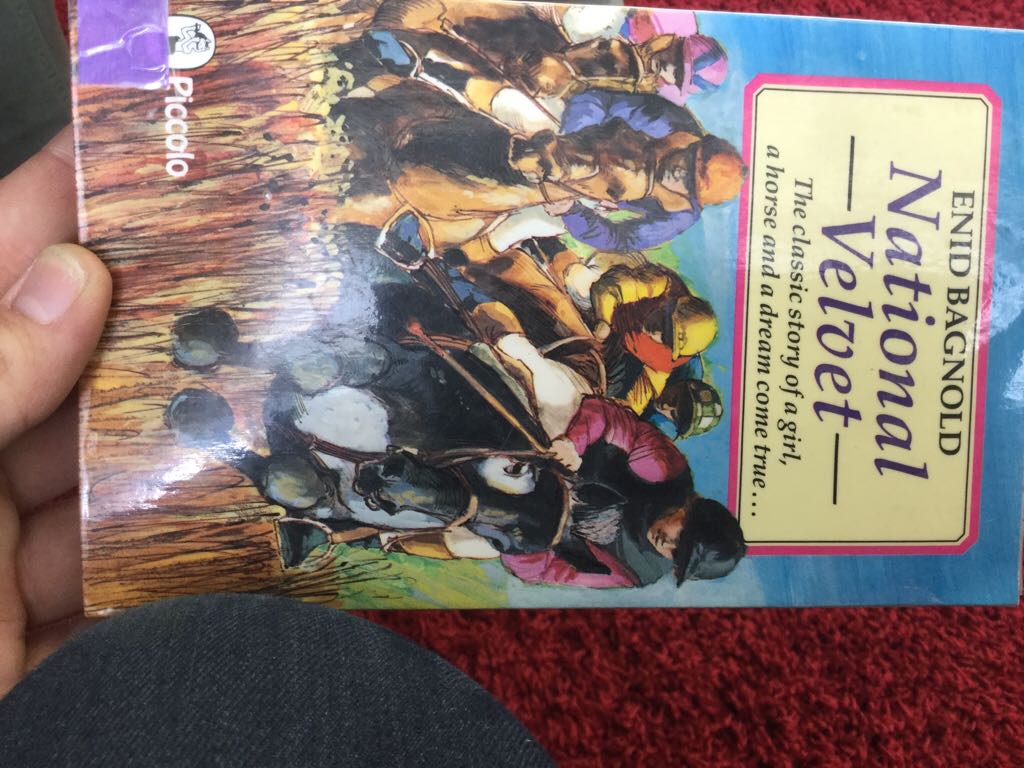 ENID BAGNOLD
National
Velvet
The classic story of a girl,
a horse and a dream come true...
Piccolo